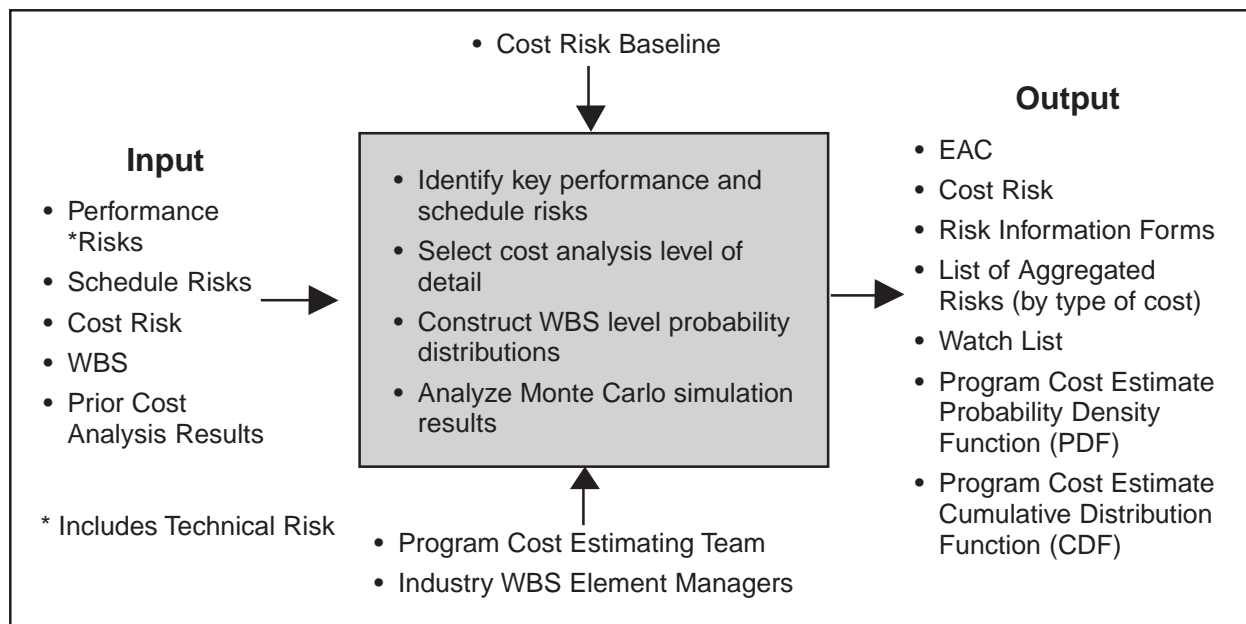 • Cost Risk Baseline
Input
• Performance
*Risks
• Schedule Risks
• Cost Risk
• WBS
• Prior Cost
Analysis Results
* Includes Technical Risk
• Identify key performance and
schedule risks
• Select cost analysis level of
detail
• Construct WBS level probability
distributions
• Analyze Monte Carlo simulation
results
• Program Cost Estimating Team
• Industry WBS Element Managers
Output
• EAC
• Cost Risk
• Risk Information Forms
• List of Aggregated
Risks (by type of cost)
• Watch List
• Program Cost Estimate
Probability Density
Function (PDF)
• Program Cost Estimate
Cumulative Distribution
Function (CDF)